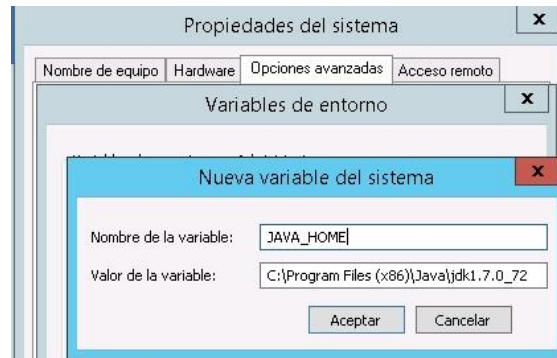 Propiedades del sistema
x
Nombre de equipo
Hardware
Opciones avanzadas
Acceso remoto
Variables de entorno
x
Nueva variable del sistema
x
Nombre de la variable:
JAVA_HOME
Valor de la variable:
C:\Program Files (x86)\Java\jdk1.7.0_72
Aceptar
Cancelar